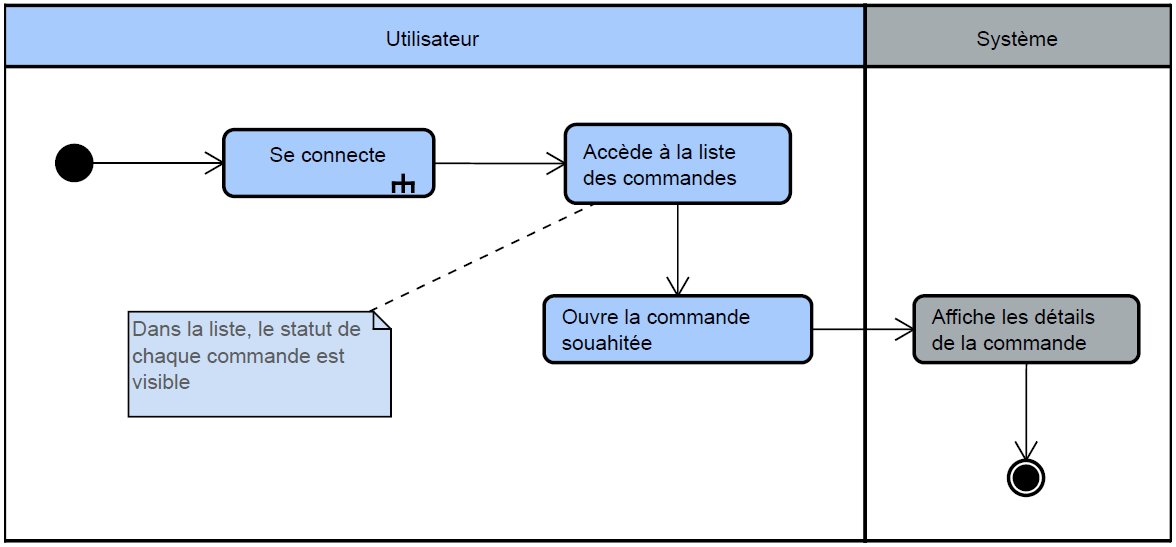 Utilisateur
Système
Se connecte
Accède à la liste
des commandes
Ouvre la commande
souahitée
Affiche les détails
de la commande
Dans la liste, le statut de
chaque commande est
visible